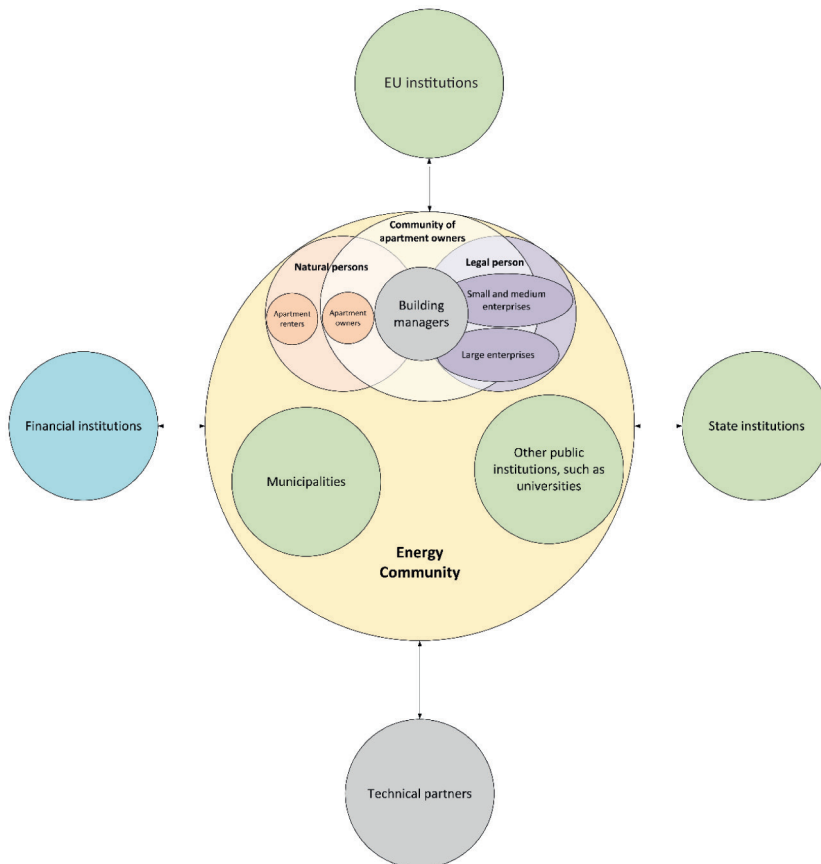 EU institutions
Community of
apartment owners
Natural persons
Legal person
Apartment
renters
Apartment
owners
Building
managers
Small and medium
enterprises
Large enterprises
Financial institutions
State institutions
Municipalities
Other public
institutions, such as
universities
Energy
Community
Technical partners